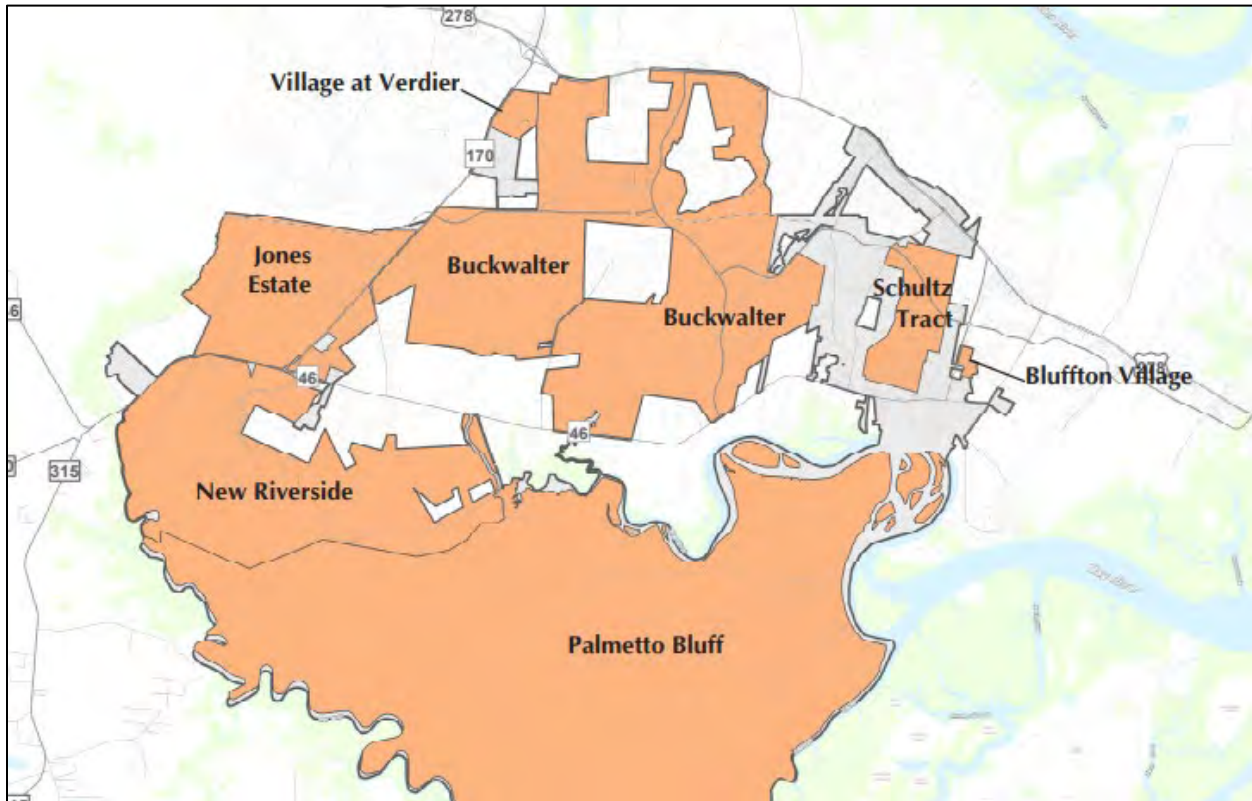 278
Village at Verdier
170
Jones
Estate
Buckwalter
Buckwalter
Schultz
Tract
278
Bluffton Village
46
46
315
New Riverside
Palmetto Bluff